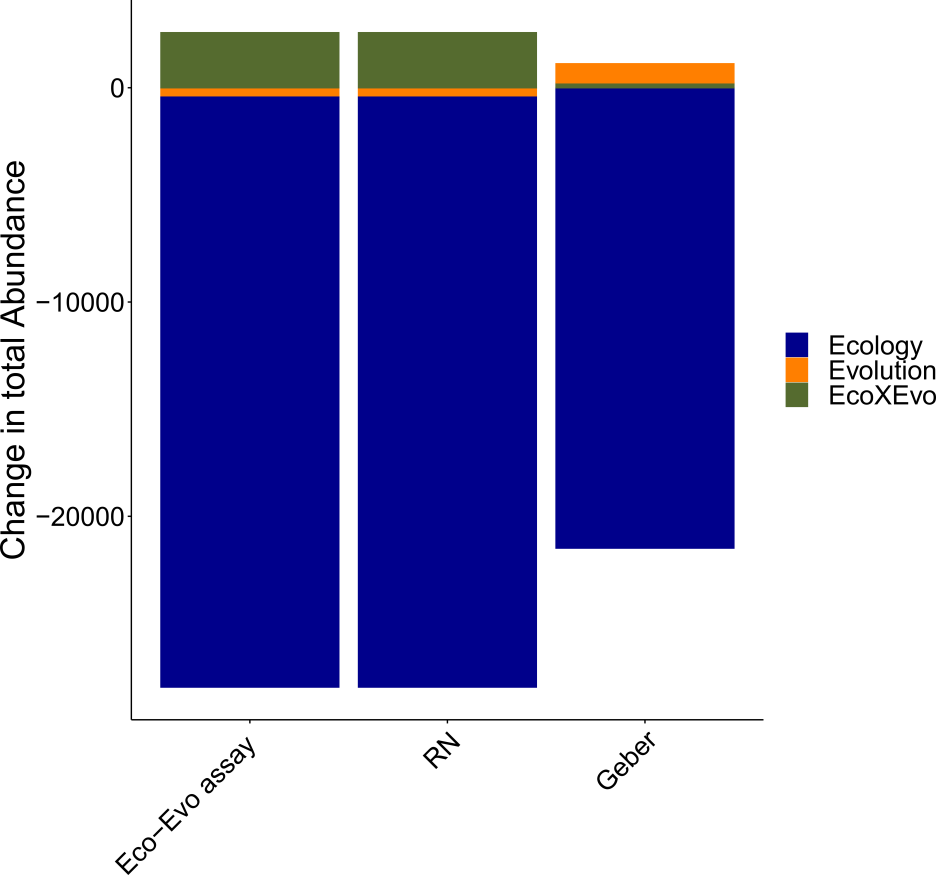 Change in total Abundance
0
−10000
−20000
Eco−Evo assay
RN
Geber
Ecology
Evolution
EcoXEvo